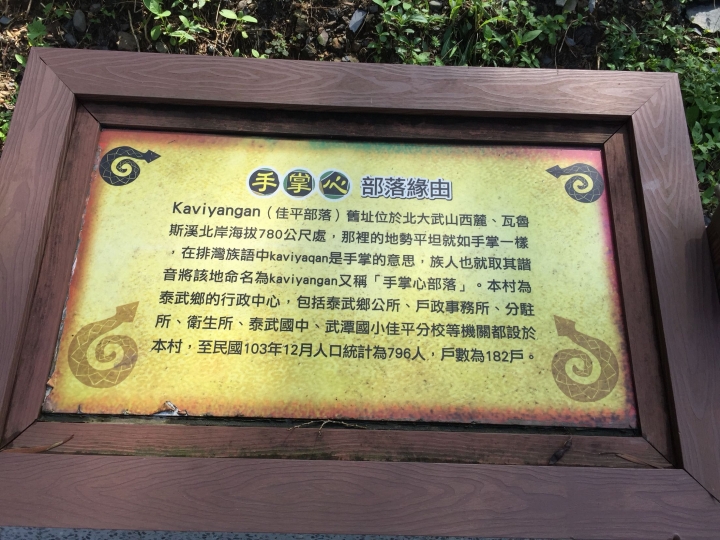 手掌心 部落緣由
Kaviyangan（佳平部落）舊址位於北大武山西麓、瓦魯
斯溪北岸海拔780公尺處，那裡的地勢平坦就如手掌一樣
，在排灣族語中kaviyaqan是手掌的意思，族人也就取其諧
音將該地命名為kaviyangan又稱「手掌心部落」。本村為
泰武鄉的行政中心，包括泰武鄉公所、戶政事務所、分駐
所、衛生所、泰武國中、武潭國小佳平分校等機關都設於
本村，至民國103年12月人口統計為796人，戶數為182戶。